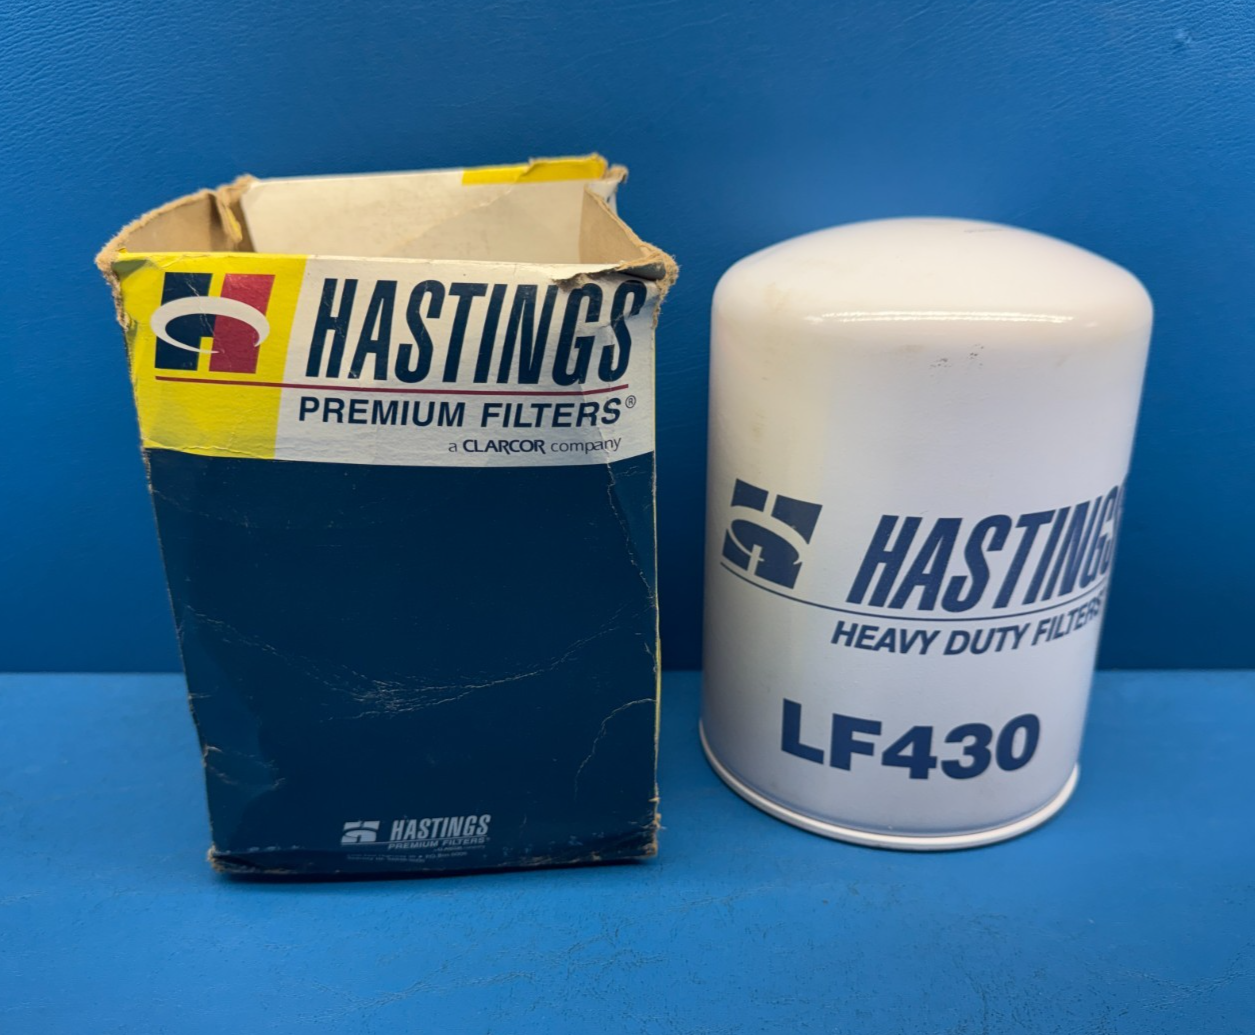 HASTINGS
PREMIUM FILTERS®
a CLARCOR company
HASTINGS
PREMIUM FILTERS
HASTINGS
HEAVY DUTY FILTERS
LF430